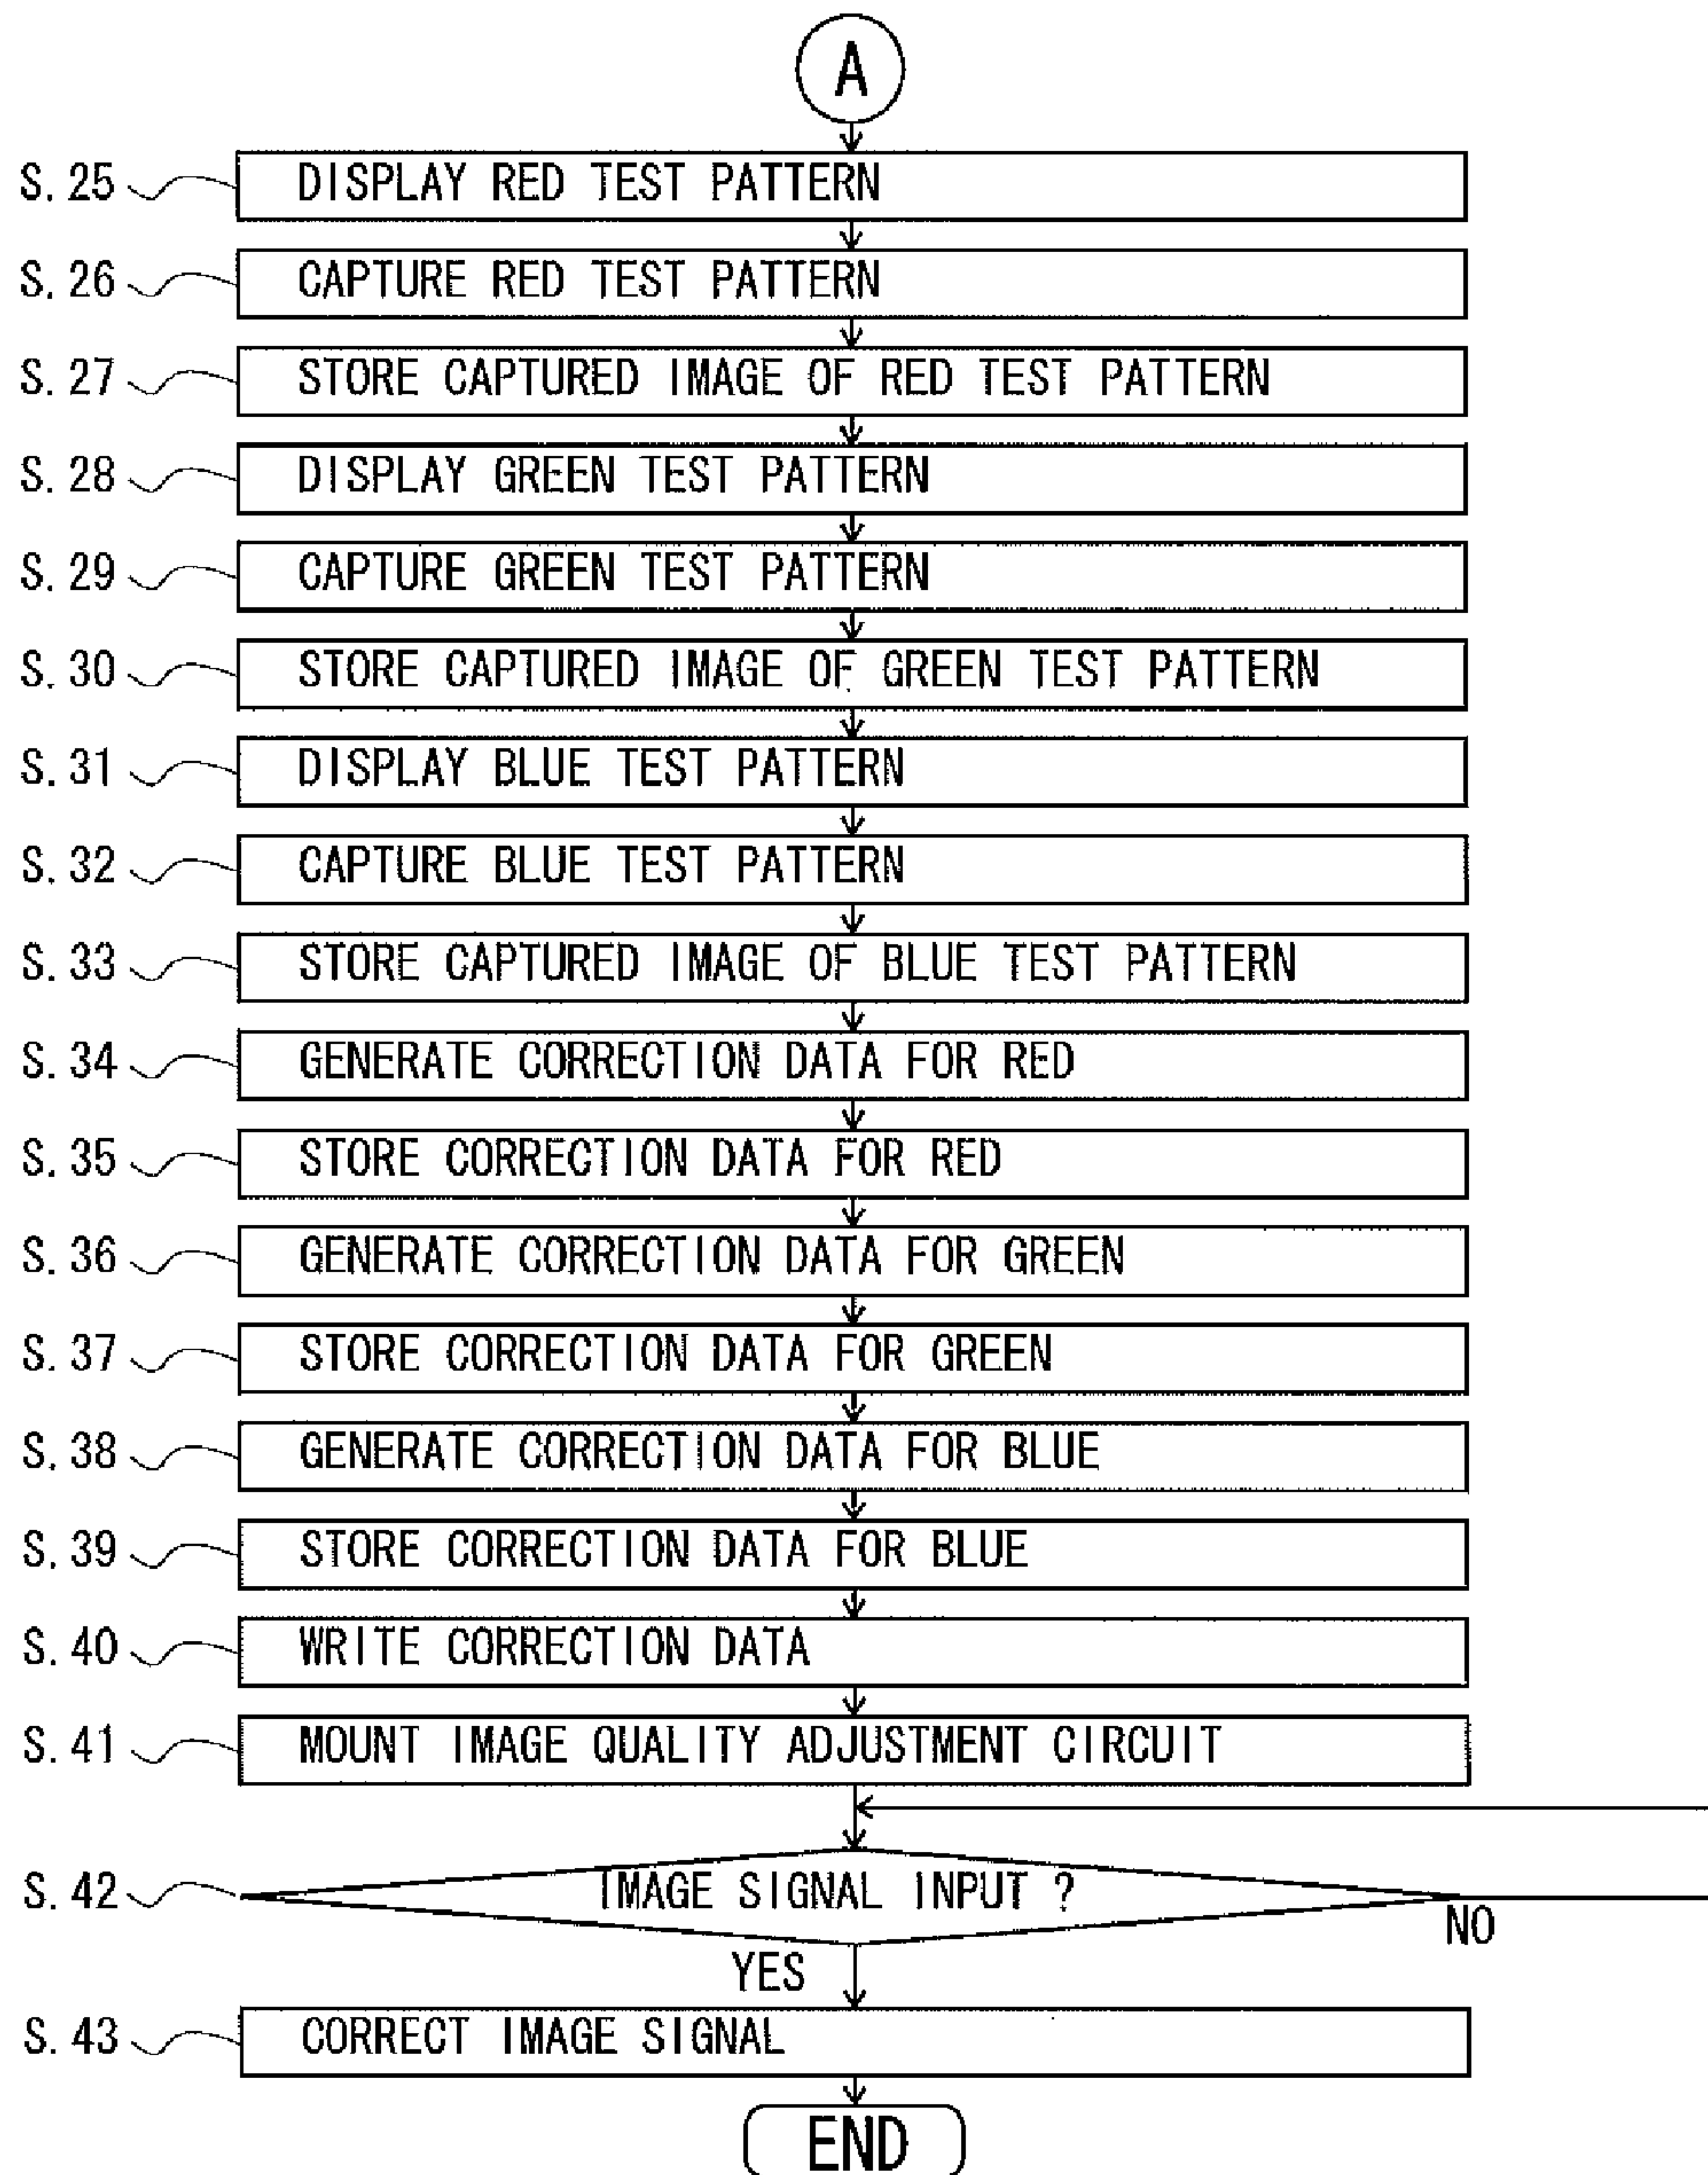 A
S.25 DISPLAY RED TEST PATTERN
S.26 CAPTURE RED TEST PATTERN
S.27 STORE CAPTURED IMAGE OF RED TEST PATTERN
S.28 DISPLAY GREEN TEST PATTERN
S.29 CAPTURE GREEN TEST PATTERN
S.30 STORE CAPTURED IMAGE OF GREEN TEST PATTERN
S.31 DISPLAY BLUE TEST PATTERN
S.32 CAPTURE BLUE TEST PATTERN
S.33 STORE CAPTURED IMAGE OF BLUE TEST PATTERN
S.34 GENERATE CORRECTION DATA FOR RED
S.35 STORE CORRECTION DATA FOR RED
S.36 GENERATE CORRECTION DATA FOR GREEN
S.37 STORE CORRECTION DATA FOR GREEN
S.38 GENERATE CORRECTION DATA FOR BLUE
S.39 STORE CORRECTION DATA FOR BLUE
S.40 WRITE CORRECTION DATA
S.41 MOUNT IMAGE QUALITY ADJUSTMENT CIRCUIT
S.42 IMAGE SIGNAL INPUT ?
NO
YES
S.43 CORRECT IMAGE SIGNAL
END